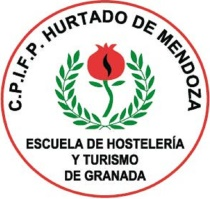 C.P.I.F.P. HURTADO DE MENDOZA
ESCUELA DE HOSTELERÍA
Y TURISMO
DE GRANADA